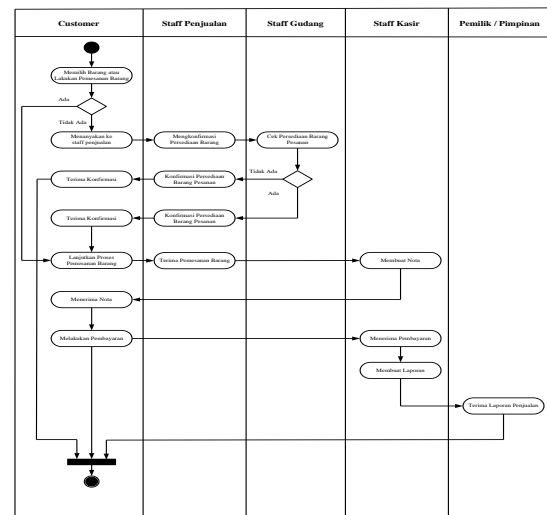 Customer
Staff Penjualan
Staff Gudang
Staff Kasir
Pemilik / Pimpinan
Memilih Barang atau
Lakukan Pemesanan Barang
Ada
Tidak Ada
Menanyakan ke
staff penjualan
Mengkonfirmasi
Persediaan Barang
Cek Persediaan Barang
Pesanan
Tidak Ada
Ada
Terima Konfirmasi
Konfirmasi Persediaan
Barang Pesanan
Terima Konfirmasi
Konfirmasi Persediaan
Barang Pesanan
Lanjutkan Proses
Pemesanan Barang
Terima Pemesanan Barang
Membuat Nota
Menerima Nota
Melakukan Pembayaran
Menerima Pembayaran
Membuat Laporan
Terima Laporan Penjualan